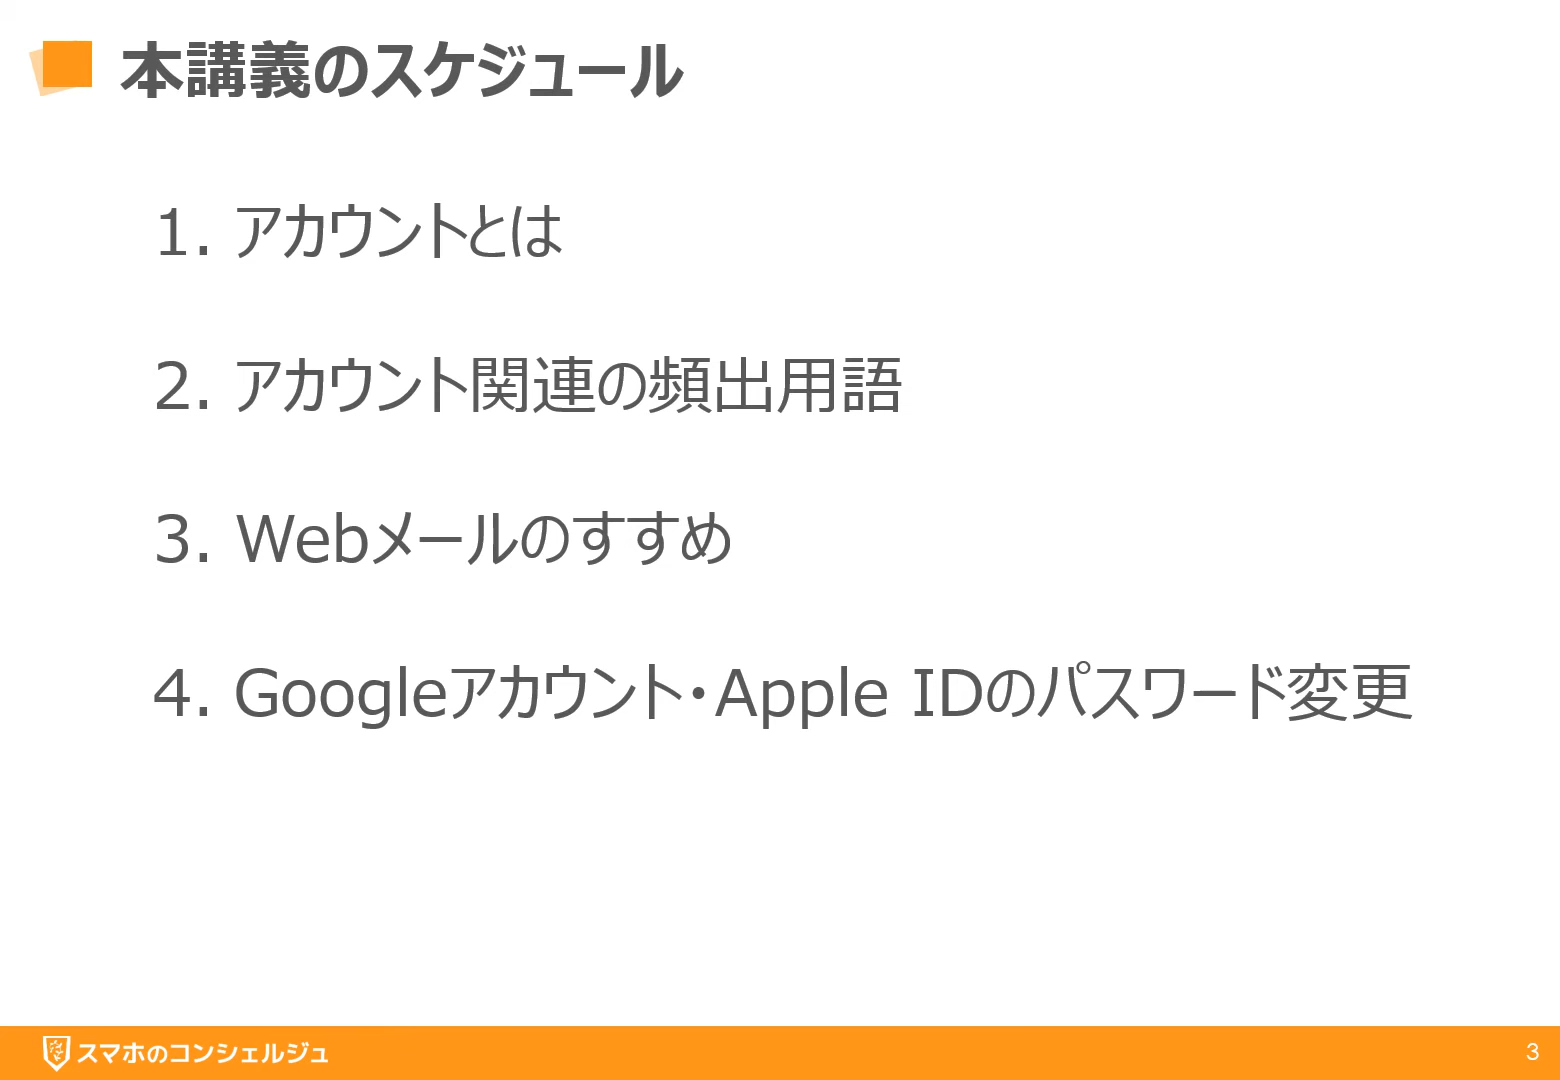 本講義のスケジュール
1. アカウントとは
2. アカウント関連の頻出用語
3. Webメールのすすめ
4. Googleアカウント・Apple IDのパスワード変更
スマホのコンシェルジュ
3